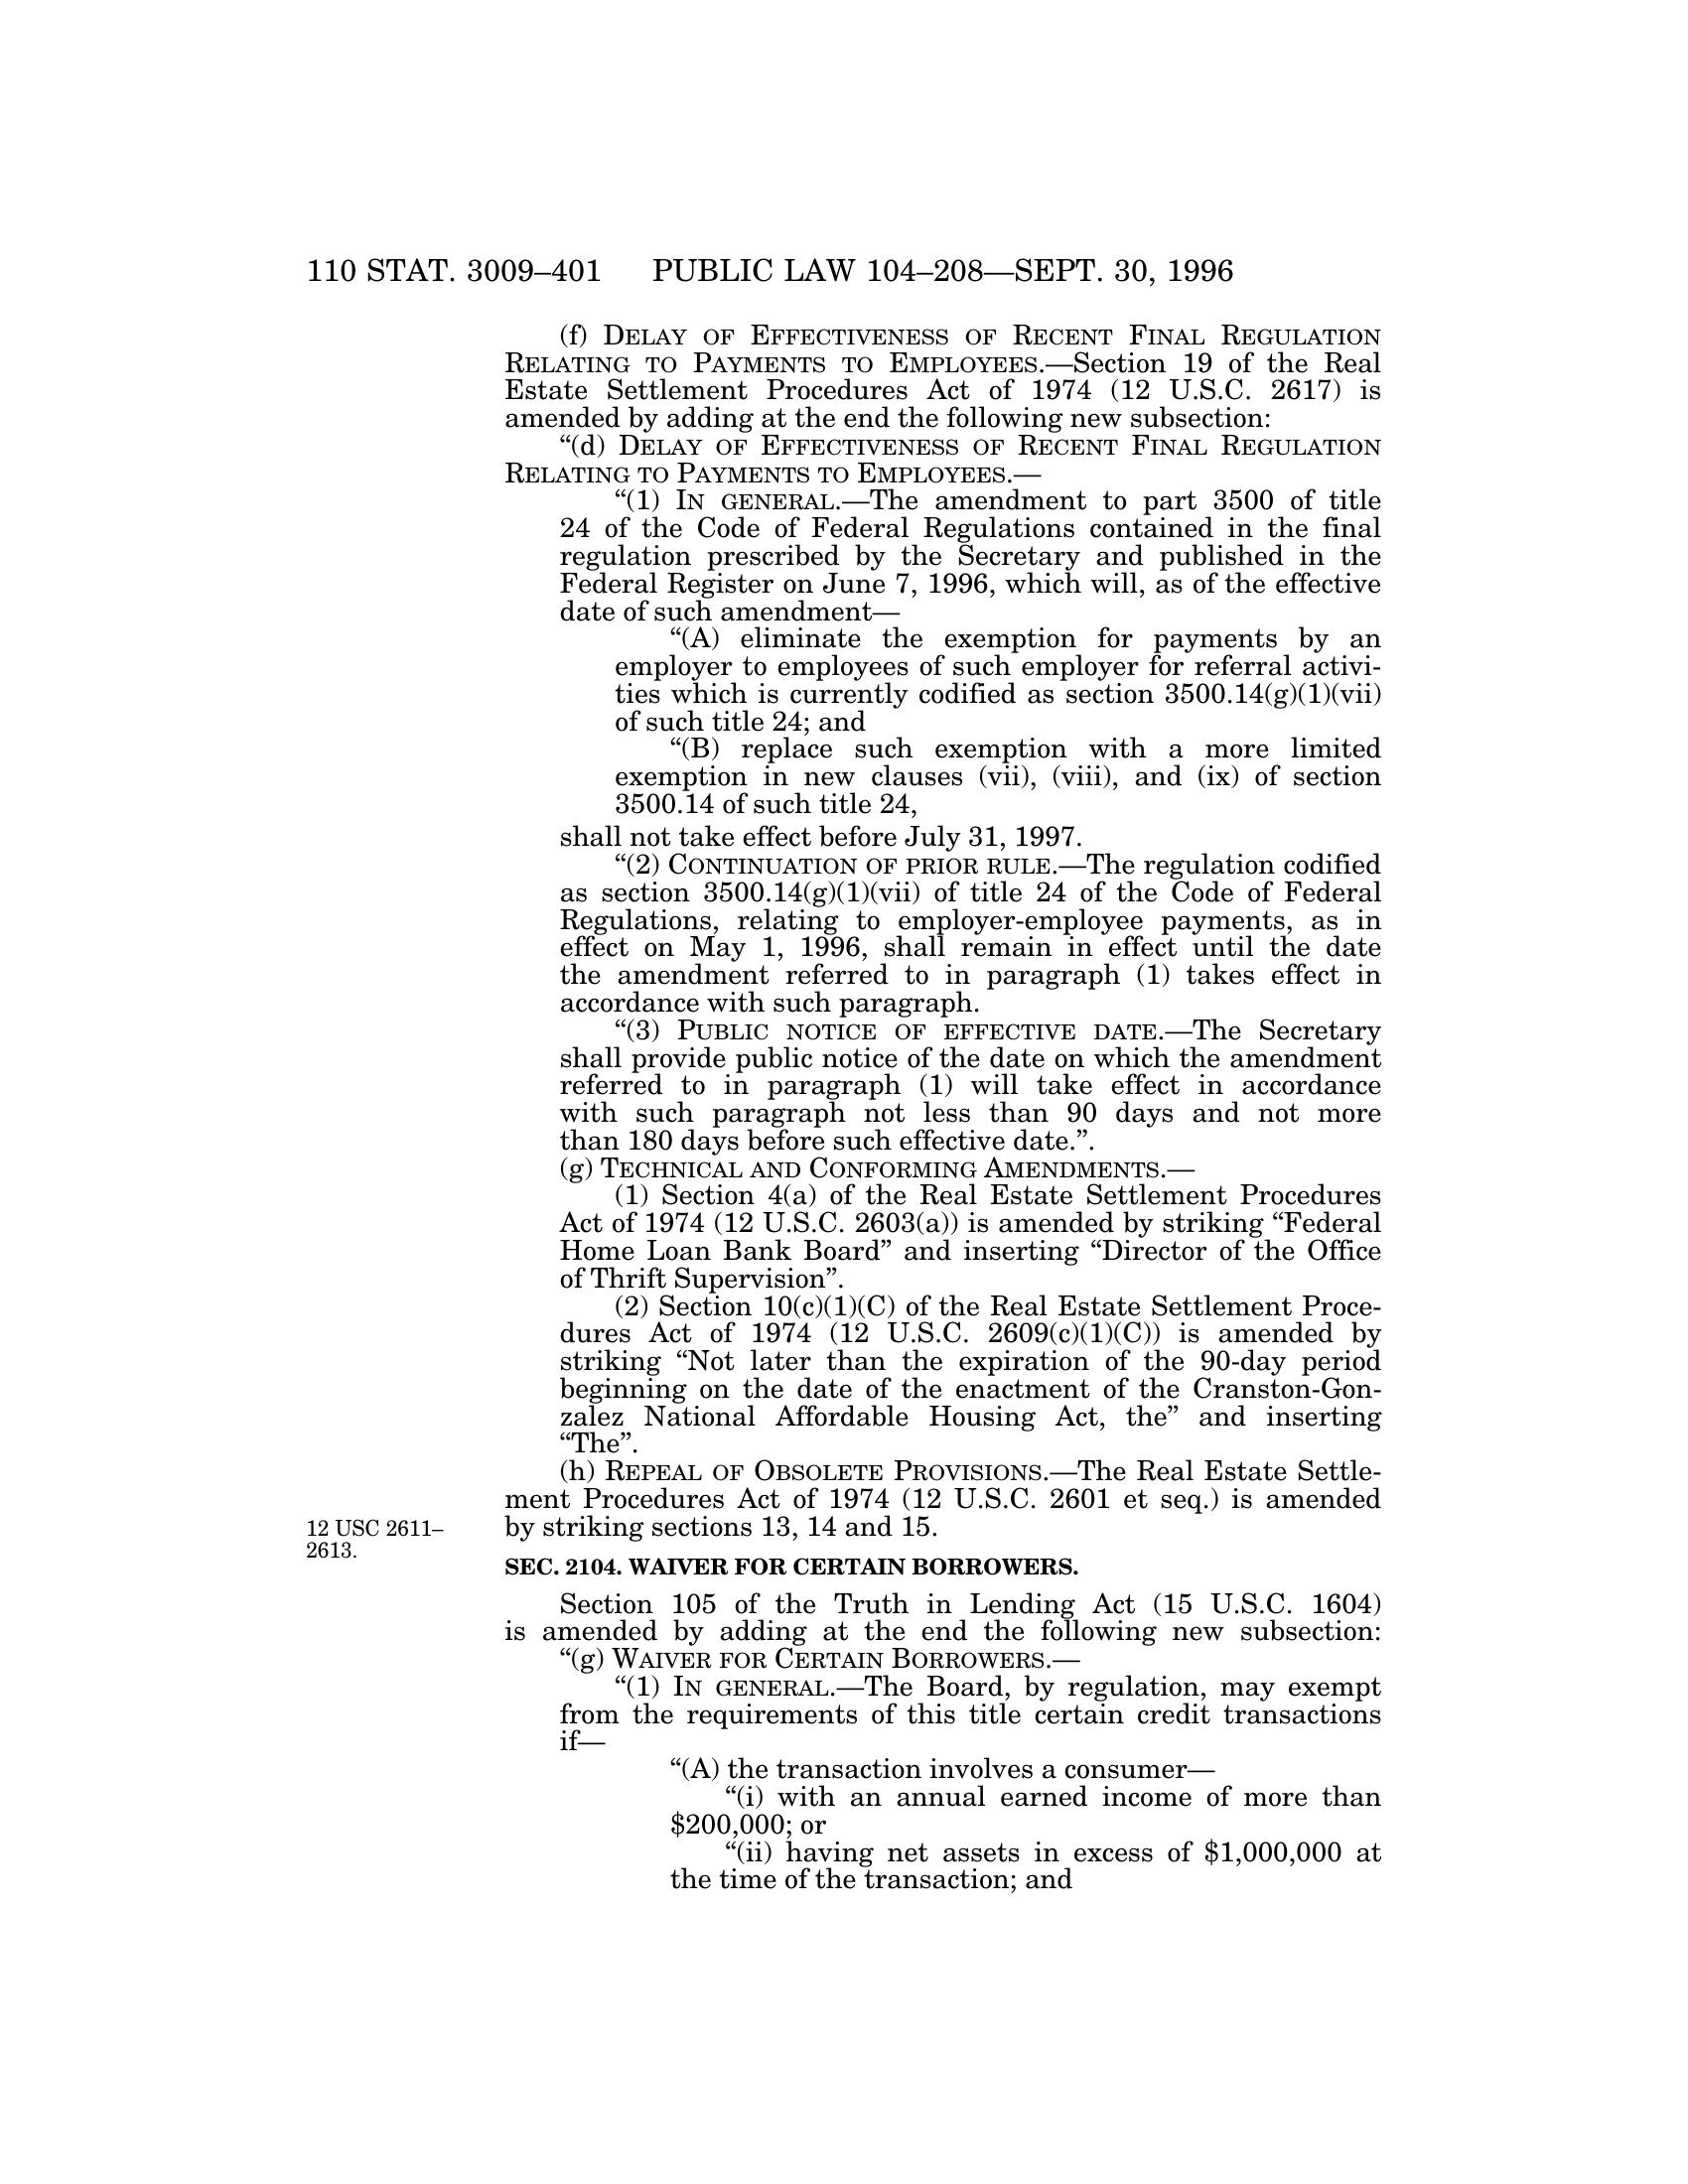 110 STAT. 3009–401 PUBLIC LAW 104–208—SEPT. 30, 1996
(f) DELAY OF EFFECTIVENESS OF RECENT FINAL REGULATION
RELATING TO PAYMENTS TO EMPLOYEES.—Section 19 of the Real
Estate Settlement Procedures Act of 1974 (12 U.S.C. 2617) is
amended by adding at the end the following new subsection:
“(d) DELAY OF EFFECTIVENESS OF RECENT FINAL REGULATION
RELATING TO PAYMENTS TO EMPLOYEES.—
“(1) IN GENERAL.—The amendment to part 3500 of title
24 of the Code of Federal Regulations contained in the final
regulation prescribed by the Secretary and published in the
Federal Register on June 7, 1996, which will, as of the effective
date of such amendment—
“(A) eliminate the exemption for payments by an
employer to employees of such employer for referral activi-
ties which is currently codified as section 3500.14(g)(1)(vii)
of such title 24; and
“(B) replace such exemption with a more limited
exemption in new clauses (vii), (viii), and (ix) of section
3500.14 of such title 24,
shall not take effect before July 31, 1997.
“(2) CONTINUATION OF PRIOR RULE.—The regulation codified
as section 3500.14(g)(1)(vii) of title 24 of the Code of Federal
Regulations, relating to employer-employee payments, as in
effect on May 1, 1996, shall remain in effect until the date
the amendment referred to in paragraph (1) takes effect in
accordance with such paragraph.
“(3) PUBLIC NOTICE OF EFFECTIVE DATE.—The Secretary
shall provide public notice of the date on which the amendment
referred to in paragraph (1) will take effect in accordance
with such paragraph not less than 90 days and not more
than 180 days before such effective date.”.
(g) TECHNICAL AND CONFORMING AMENDMENTS.—
(1) Section 4(a) of the Real Estate Settlement Procedures
Act of 1974 (12 U.S.C. 2603(a)) is amended by striking “Federal
Home Loan Bank Board” and inserting “Director of the Office
of Thrift Supervision”.
(2) Section 10(c)(1)(C) of the Real Estate Settlement Proce-
dures Act of 1974 (12 U.S.C. 2609(c)(1)(C)) is amended by
striking “Not later than the expiration of the 90-day period
beginning on the date of the enactment of the Cranston-Gon-
zalez National Affordable Housing Act, the” and inserting
“The”.
(h) REPEAL OF OBSOLETE PROVISIONS.—The Real Estate Settle-
ment Procedures Act of 1974 (12 U.S.C. 2601 et seq.) is amended
by striking sections 13, 14 and 15.
12 USC 2611–
2613.
SEC. 2104. WAIVER FOR CERTAIN BORROWERS.
Section 105 of the Truth in Lending Act (15 U.S.C. 1604)
is amended by adding at the end the following new subsection:
“(g) WAIVER FOR CERTAIN BORROWERS.—
“(1) IN GENERAL.—The Board, by regulation, may exempt
from the requirements of this title certain credit transactions
if—
“(A) the transaction involves a consumer—
“(i) with an annual earned income of more than
$200,000; or
“(ii) having net assets in excess of $1,000,000 at
the time of the transaction; and